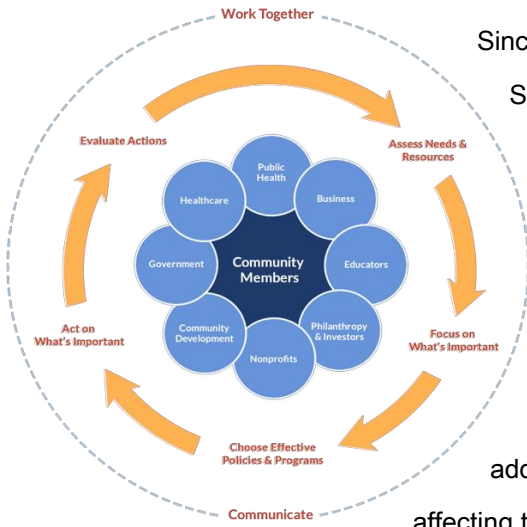 Work Together
Evaluate Actions
Assess Needs &
Resources
Public
Health
Healthcare
Business
Government
Community
Members
Educators
Community
Development
Philanthropy
& Investors
Nonprofits
Act on
What's Important
Focus on
What's Important
Choose Effective
Policies & Programs
Communicate
affecting